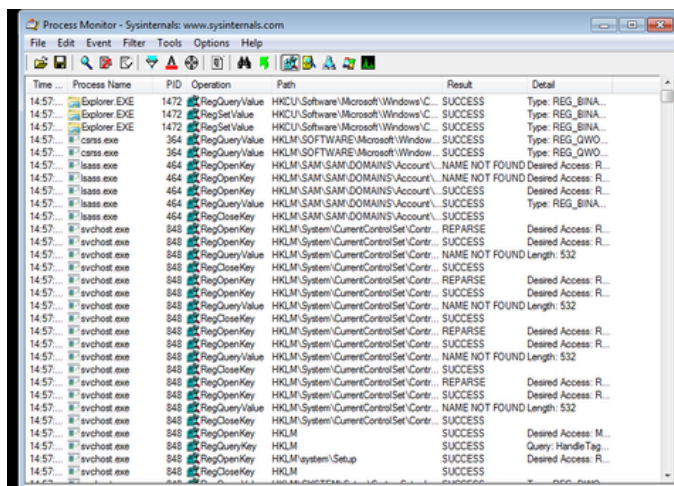 Process Monitor - Sysinternals: www.sysinternals.com
File Edit Event Filter Tools Options Help
Time ... Process Name PID Operation Path Result Detail
14:57:... Explorer.EXE 1472 RegQueryValue HKCU\Software\Microsoft\Windows\C... SUCCESS Type: REG_BINA...
14:57:... Explorer.EXE 1472 RegSetValue HKCU\Software\Microsoft\Windows\C... SUCCESS Type: REG_BINA...
14:57:... Explorer.EXE 1472 RegSetValue HKCU\Software\Microsoft\Windows\C... SUCCESS Type: REG_BINA...
14:57:... csrss.exe 364 RegQueryValue HKLM\SOFTWARE\Microsoft\Window... SUCCESS Type: REG_QWO...
14:57:... csrss.exe 364 RegQueryValue HKLM\SOFTWARE\Microsoft\Window... SUCCESS Type: REG_QWO...
14:57:... lsass.exe 464 RegOpenKey HKLM\SAM\SAM\DOMAINS\Account\... NAME NOT FOUND Desired Access: R...
14:57:... lsass.exe 464 RegOpenKey HKLM\SAM\SAM\DOMAINS\Account\... SUCCESS Desired Access: R...
14:57:... lsass.exe 464 RegQueryValue HKLM\SAM\SAM\DOMAINS\Account\... SUCCESS Type: REG_BINA...
14:57:... lsass.exe 464 RegCloseKey HKLM\SAM\SAM\DOMAINS\Account\... SUCCESS
14:57:... svchost.exe 848 RegOpenKey HKLM\System\CurrentControlSet\Contr... REPARSE Desired Access: R...
14:57:... svchost.exe 848 RegOpenKey HKLM\System\CurrentControlSet\Contr... SUCCESS Desired Access: R...
14:57:... svchost.exe 848 RegQueryValue HKLM\System\CurrentControlSet\Contr... NAME NOT FOUND Length: 532
14:57:... svchost.exe 848 RegCloseKey HKLM\System\CurrentControlSet\Contr... SUCCESS
14:57:... svchost.exe 848 RegOpenKey HKLM\System\CurrentControlSet\Contr... REPARSE Desired Access: R...
14:57:... svchost.exe 848 RegOpenKey HKLM\System\CurrentControlSet\Contr... SUCCESS Desired Access: R...
14:57:... svchost.exe 848 RegQueryValue HKLM\System\CurrentControlSet\Contr... NAME NOT FOUND Length: 532
14:57:... svchost.exe 848 RegCloseKey HKLM\System\CurrentControlSet\Contr... SUCCESS
14:57:... svchost.exe 848 RegOpenKey HKLM\System\CurrentControlSet\Contr... REPARSE Desired Access: R...
14:57:... svchost.exe 848 RegOpenKey HKLM\System\CurrentControlSet\Contr... SUCCESS Desired Access: R...
14:57:... svchost.exe 848 RegQueryValue HKLM\System\CurrentControlSet\Contr... NAME NOT FOUND Length: 532
14:57:... svchost.exe 848 RegCloseKey HKLM\System\CurrentControlSet\Contr... SUCCESS
14:57:... svchost.exe 848 RegOpenKey HKLM\System\CurrentControlSet\Contr... REPARSE Desired Access: R...
14:57:... svchost.exe 848 RegOpenKey HKLM\System\CurrentControlSet\Contr... SUCCESS Desired Access: R...
14:57:... svchost.exe 848 RegQueryValue HKLM\System\CurrentControlSet\Contr... NAME NOT FOUND Length: 532
14:57:... svchost.exe 848 RegCloseKey HKLM\System\CurrentControlSet\Contr... SUCCESS
14:57:... svchost.exe 848 RegOpenKey HKLM SUCCESS Desired Access: M...
14:57:... svchost.exe 848 RegQueryKey HKLM SUCCESS Query: HandleTag...
14:57:... svchost.exe 848 RegOpenKey HKLM\system\Setup SUCCESS Desired Access: R...
14:57:... svchost.exe 848 RegCloseKey HKLM SUCCESS